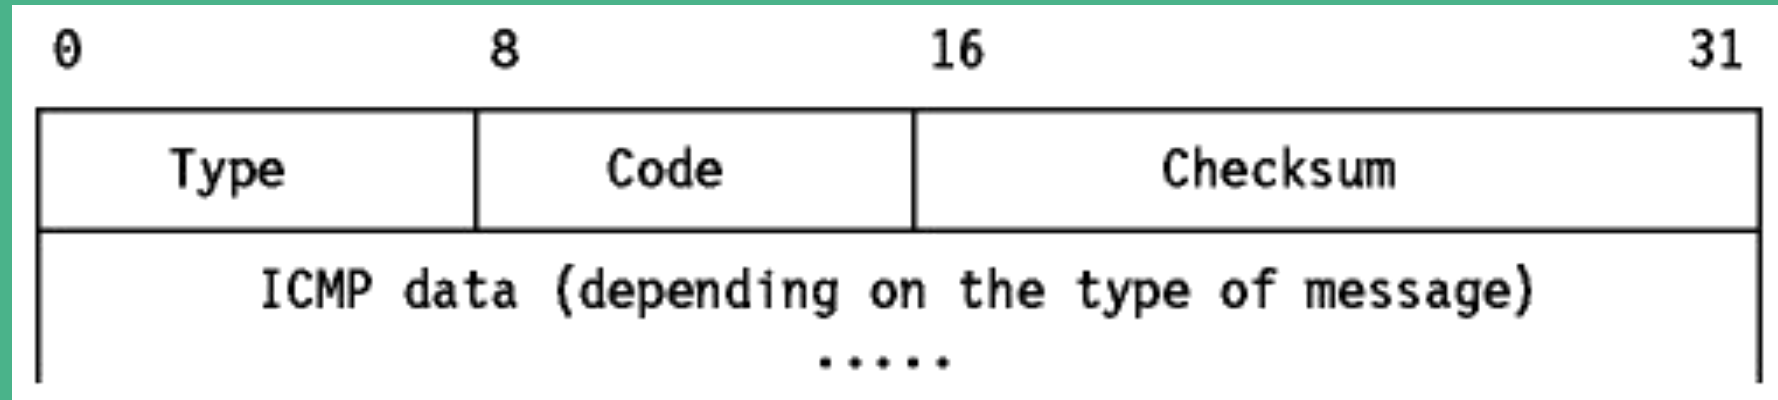 0 8 16 31
Type Code Checksum
ICMP data (depending on the type of message)
.....